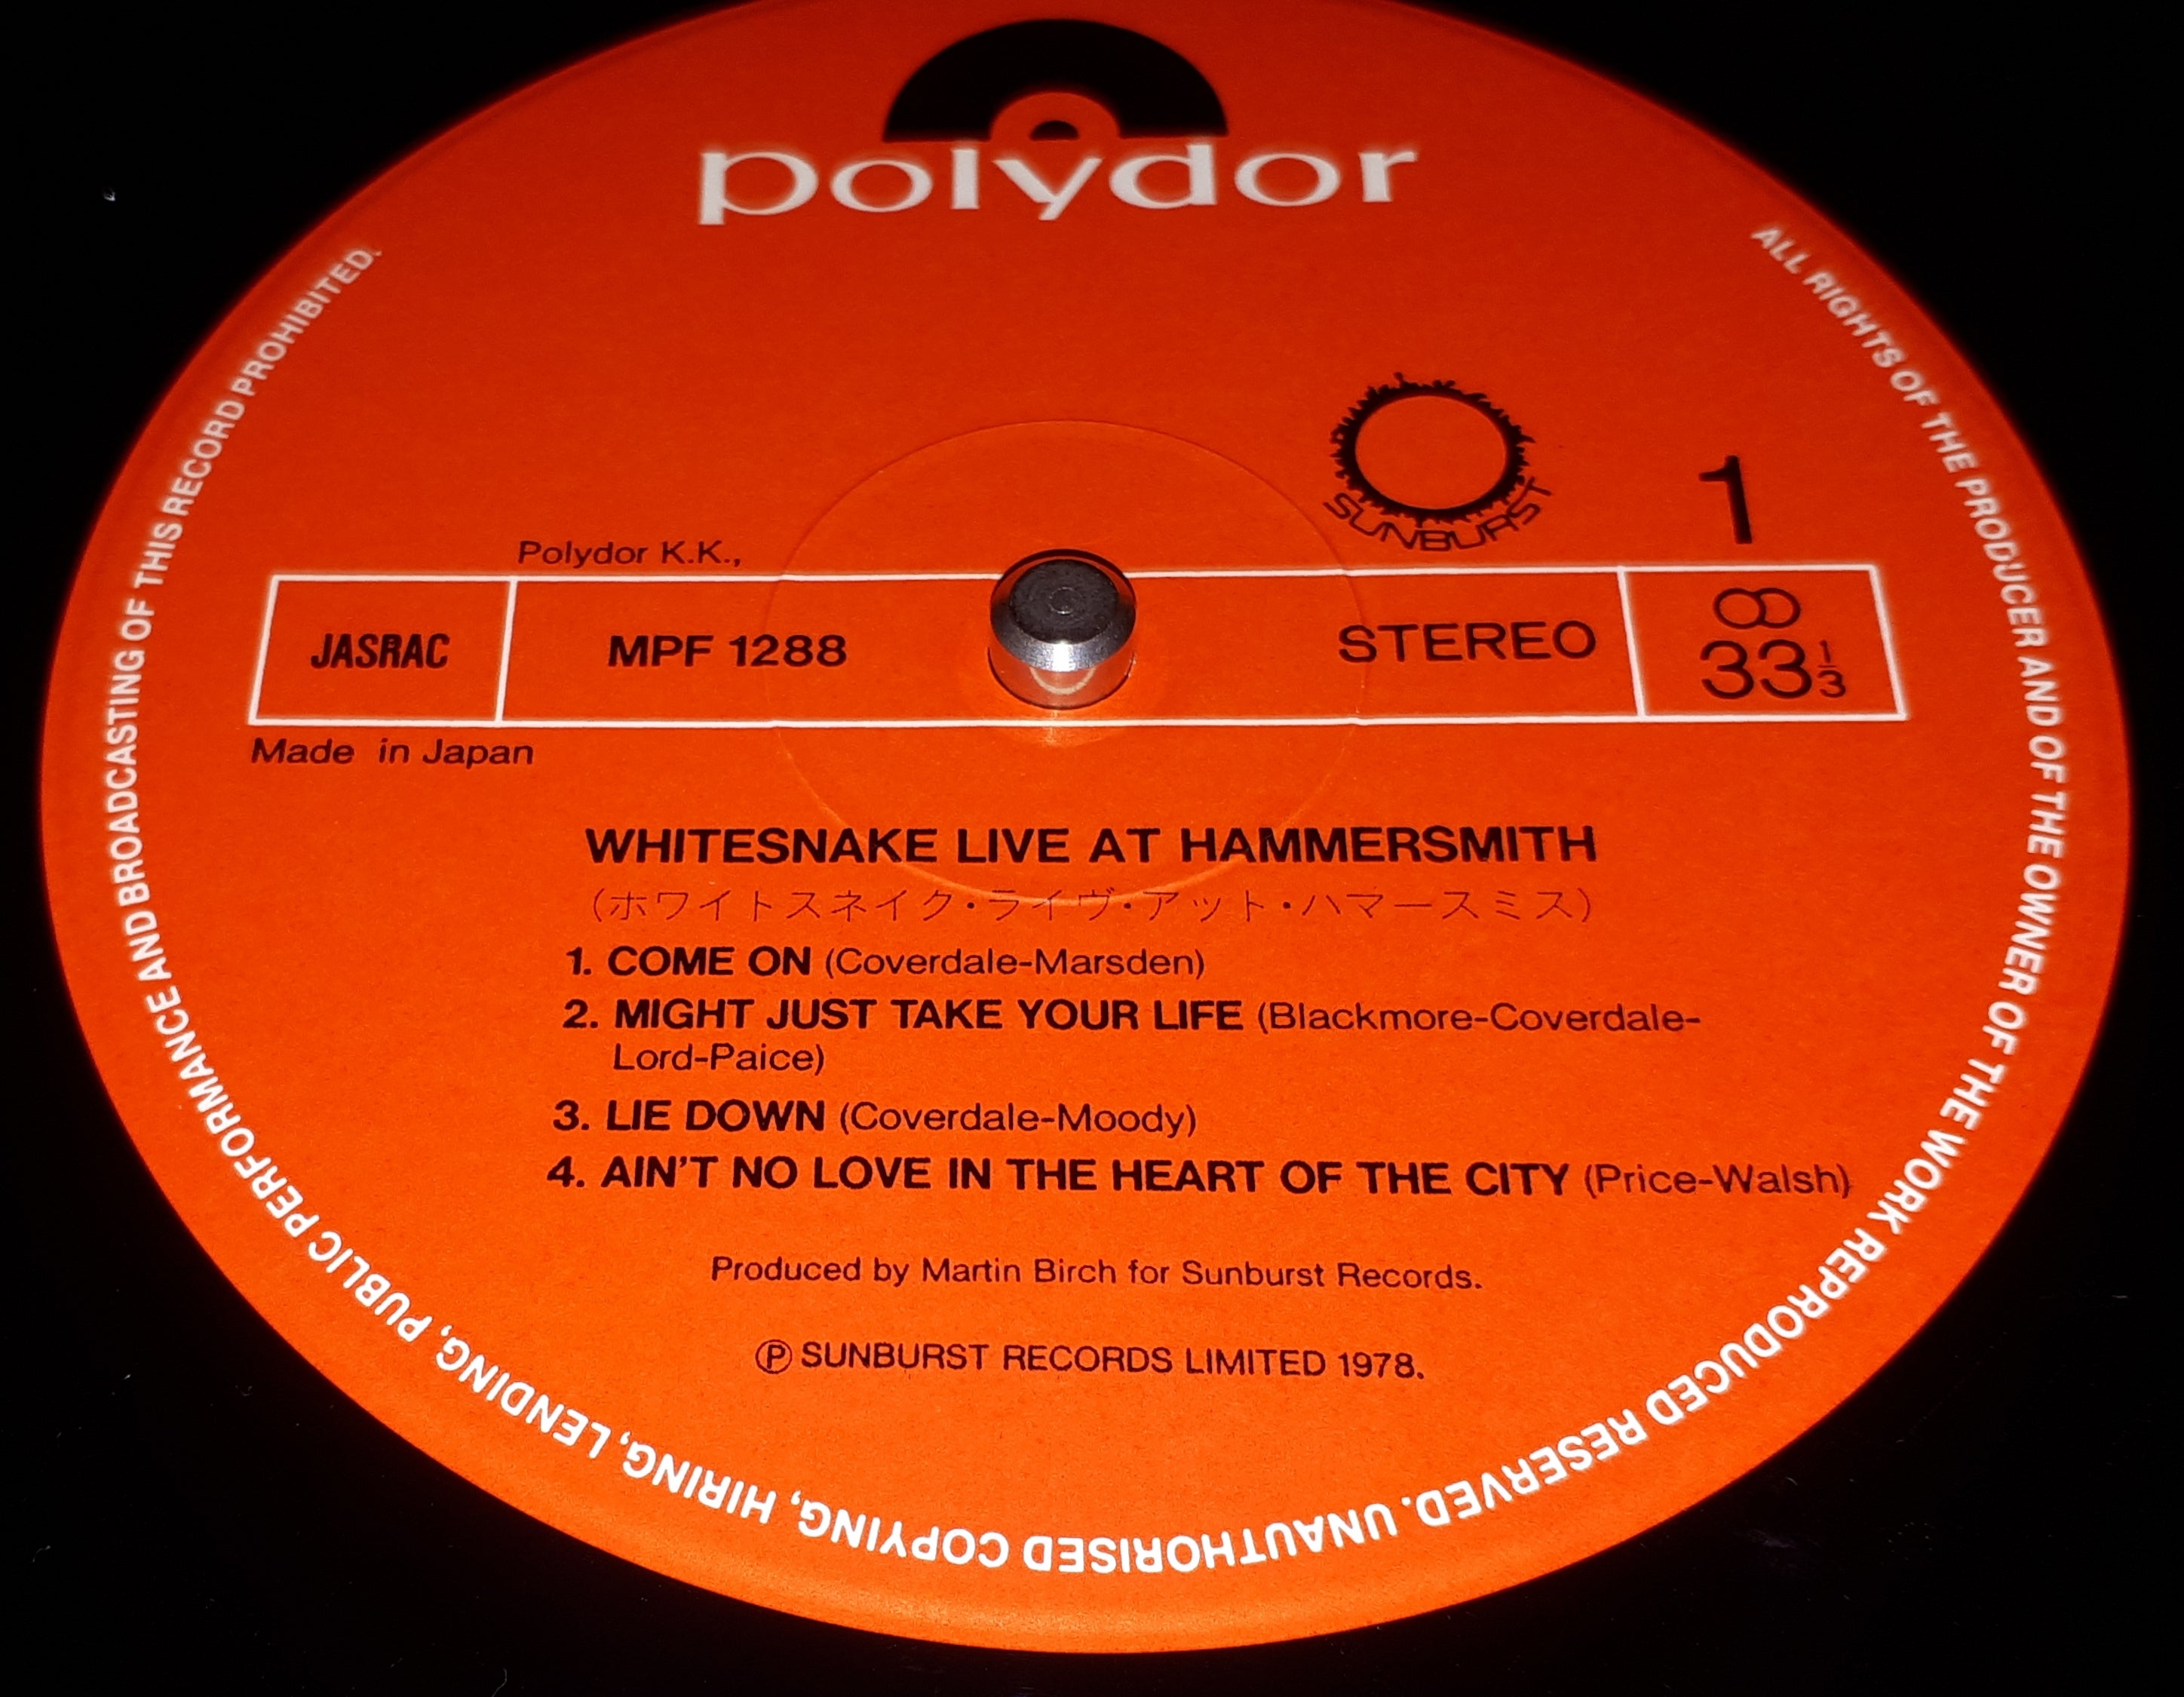 polydor
SUNBURST
1
Polydor K.K.,
JASRAC
MPF 1288
STEREO
33 1/3
Made in Japan
WHITESNAKE LIVE AT HAMMERSMITH
(ホワイトスネイク・ライヴ・アット・ハマースミス)
1. COME ON (Coverdale-Marsden)
2. MIGHT JUST TAKE YOUR LIFE (Blackmore-Coverdale-
Lord-Paice)
3. LIE DOWN (Coverdale-Moody)
4. AIN'T NO LOVE IN THE HEART OF THE CITY (Price-Walsh)
Produced by Martin Birch for Sunburst Records.
Ⓟ SUNBURST RECORDS LIMITED 1978.
ALL RIGHTS OF THE PRODUCER AND OF THE OWNER OF THE WORK REPRODUCED RESERVED. UNAUTHORISED COPYING, HIRING, LENDING, PUBLIC PERFORMANCE AND BROADCASTING OF THIS RECORD PROHIBITED.